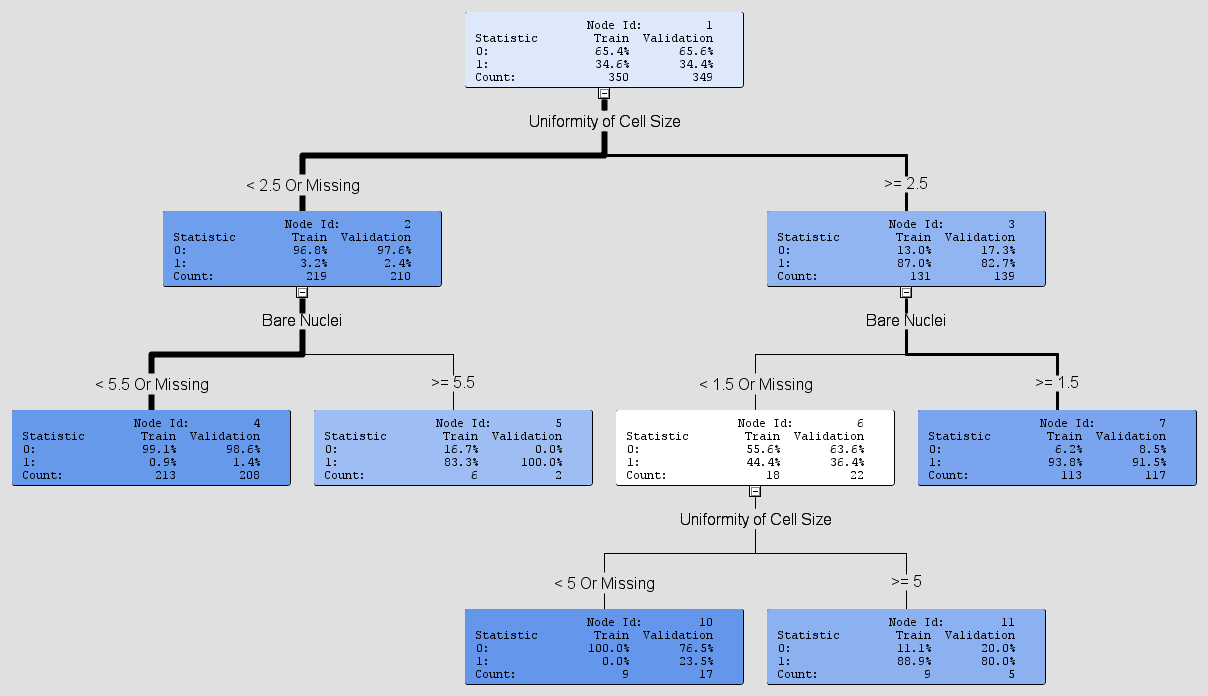 Node Id: 1
Statistic Train Validation
0: 65.4% 65.6%
1: 34.6% 34.4%
Count: 350 349
Uniformity of Cell Size
< 2.5 Or Missing
>= 2.5
Node Id: 2
Statistic Train Validation
0: 96.8% 97.6%
1: 3.2% 2.4%
Count: 219 210
Node Id: 3
Statistic Train Validation
0: 13.0% 17.3%
1: 87.0% 82.7%
Count: 131 139
Bare Nuclei
Bare Nuclei
< 5.5 Or Missing
>= 5.5
< 1.5 Or Missing
>= 1.5
Node Id: 4
Statistic Train Validation
0: 99.1% 98.6%
1: 0.9% 1.4%
Count: 213 208
Node Id: 5
Statistic Train Validation
0: 16.7% 0.0%
1: 83.3% 100.0%
Count: 6 2
Node Id: 6
Statistic Train Validation
0: 55.6% 63.6%
1: 44.4% 36.4%
Count: 18 22
Node Id: 7
Statistic Train Validation
0: 6.2% 8.5%
1: 93.8% 91.5%
Count: 113 117
Uniformity of Cell Size
< 5 Or Missing
>= 5
Node Id: 10
Statistic Train Validation
0: 100.0% 76.5%
1: 0.0% 23.5%
Count: 9 17
Node Id: 11
Statistic Train Validation
0: 11.1% 20.0%
1: 88.9% 80.0%
Count: 9 5